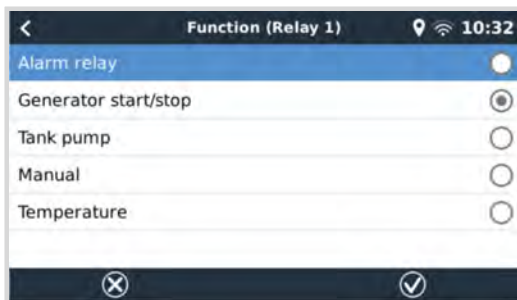 Function (Relay 1) 10:32
Alarm relay
Generator start/stop
Tank pump
Manual
Temperature